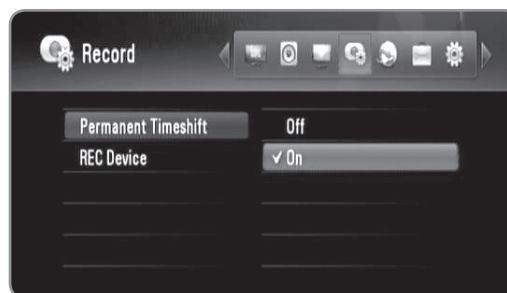 Record
Permanent Timeshift
Off
REC Device
✓ On